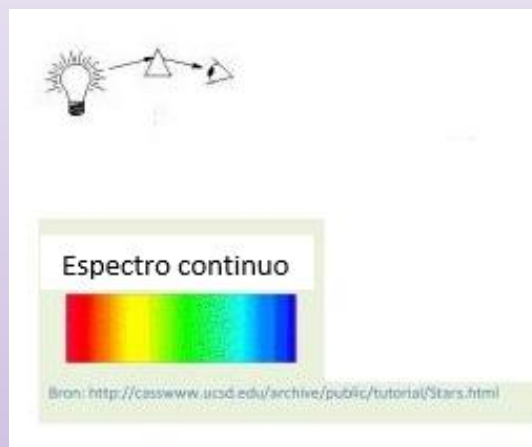 Espectro continuo
Bron: http://casswww.ucsd.edu/archive/public/tutorial/Stars.html